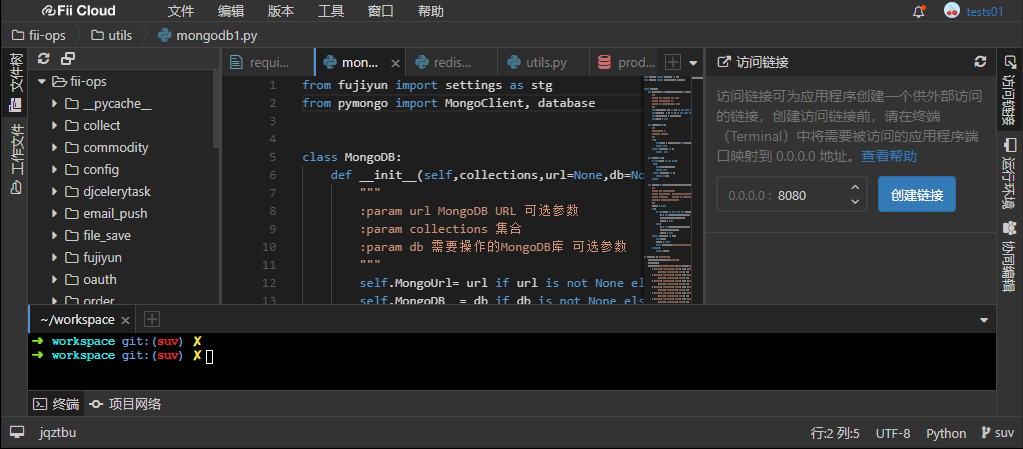 Fii Cloud 文件 编辑 版本 工具 窗口 帮助 tests01
fii-ops utils mongodb1.py
文件树
工作文件
fii-ops
__pycache__
collect
commodity
config
djcelerytask
email_push
file_save
fujiyun
oauth
order
requi... mon... redis... utils.py prod...
1 from fujiyun import settings as stg
2 from pymongo import MongoClient, database
3
4
5 class MongoDB:
6 def __init__(self,collections,url=None,db=No
7 """
8 :param url MongoDB URL 可选参数
9 :param collections 集合
10 :param db 需要操作的MongoDB库 可选参数
11 """
12 self.MongoUrl= url if url is not None el
13 self.MongoDB_= db if db is not None els
访问链接
访问链接可为应用程序创建一个供外部访问
的链接，创建访问链接前，请在终端
（Terminal）中将需要被访问的应用程序端
口映射到 0.0.0.0 地址。查看帮助
0.0.0.0 : 8080 创建链接
访问链接
运行环境
协同编辑
~/workspace
➜ workspace git:(suv) ✗
➜ workspace git:(suv) ✗
终端 项目网络
jqztbu 行:2 列:5 UTF-8 Python suv